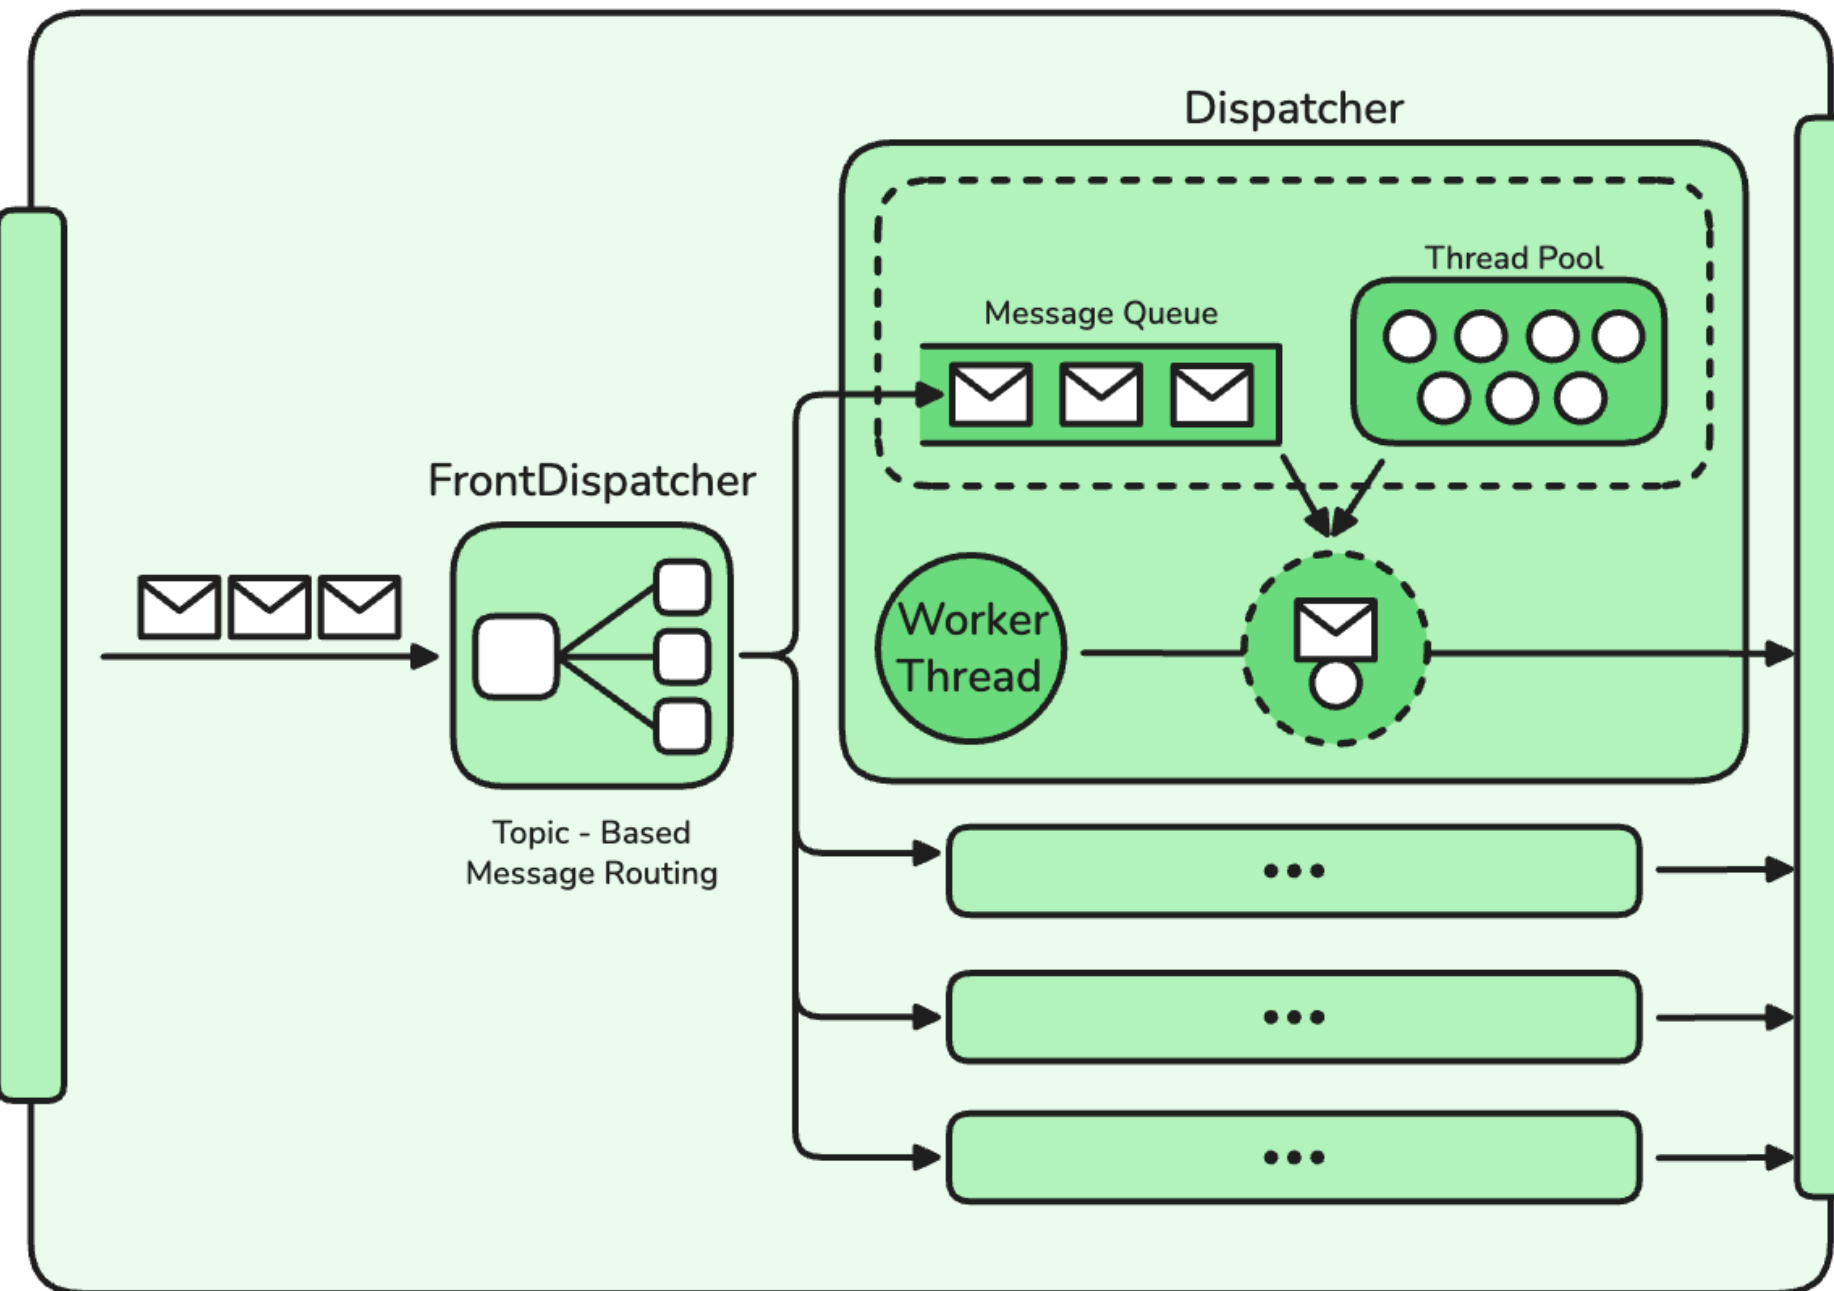 Dispatcher
Thread Pool
Message Queue
FrontDispatcher
Worker
Thread
Topic - Based
Message Routing